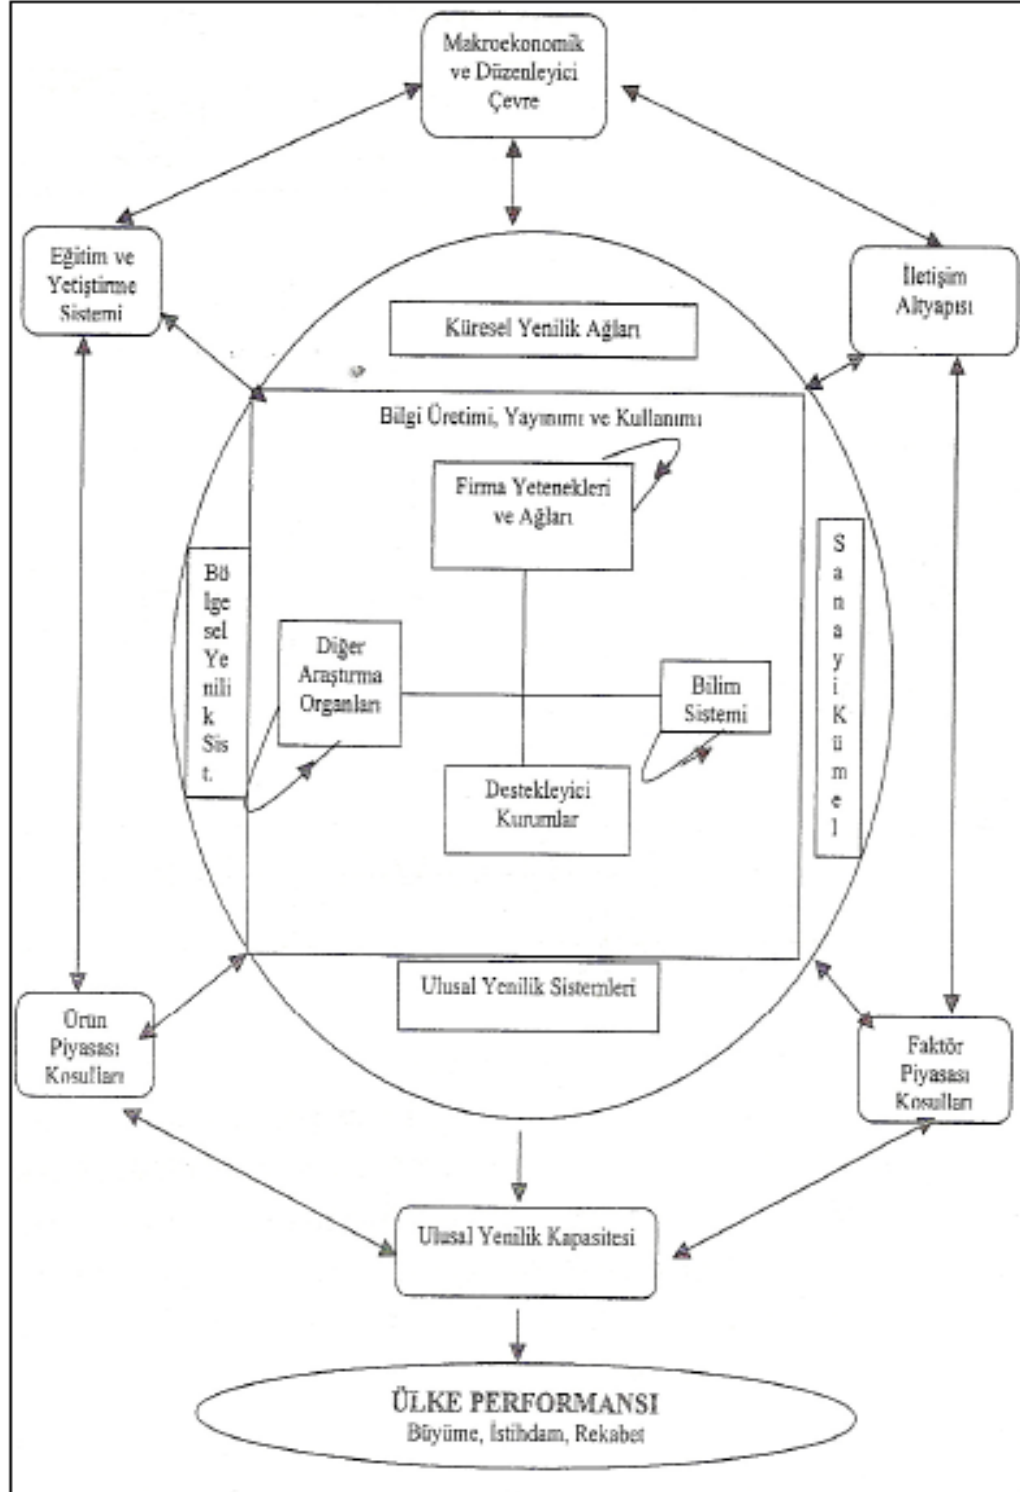 Makroekonomik
ve Düzenleyici
Çevre
Eğitim ve
Yetiştirme
Sistemi
İletişim
Altyapısı
Küresel Yenilik Ağları
Bilgi Üretimi, Yayınımı ve Kullanımı
Firma Yetenekleri
ve Ağları
Bö
lge
sel
Ye
nili
k
Sis
t.
Diğer
Araştırma
Organları
Bilim
Sistemi
S
a
n
a
y
i
K
ü
m
e
l
Destekleyici
Kurumlar
Ulusal Yenilik Sistemleri
Ürün
Piyasası
Kosulları
Faktör
Piyasası
Kosulları
Ulusal Yenilik Kapasitesi
ÜLKE PERFORMANSI
Büyüme, İstihdam, Rekabet